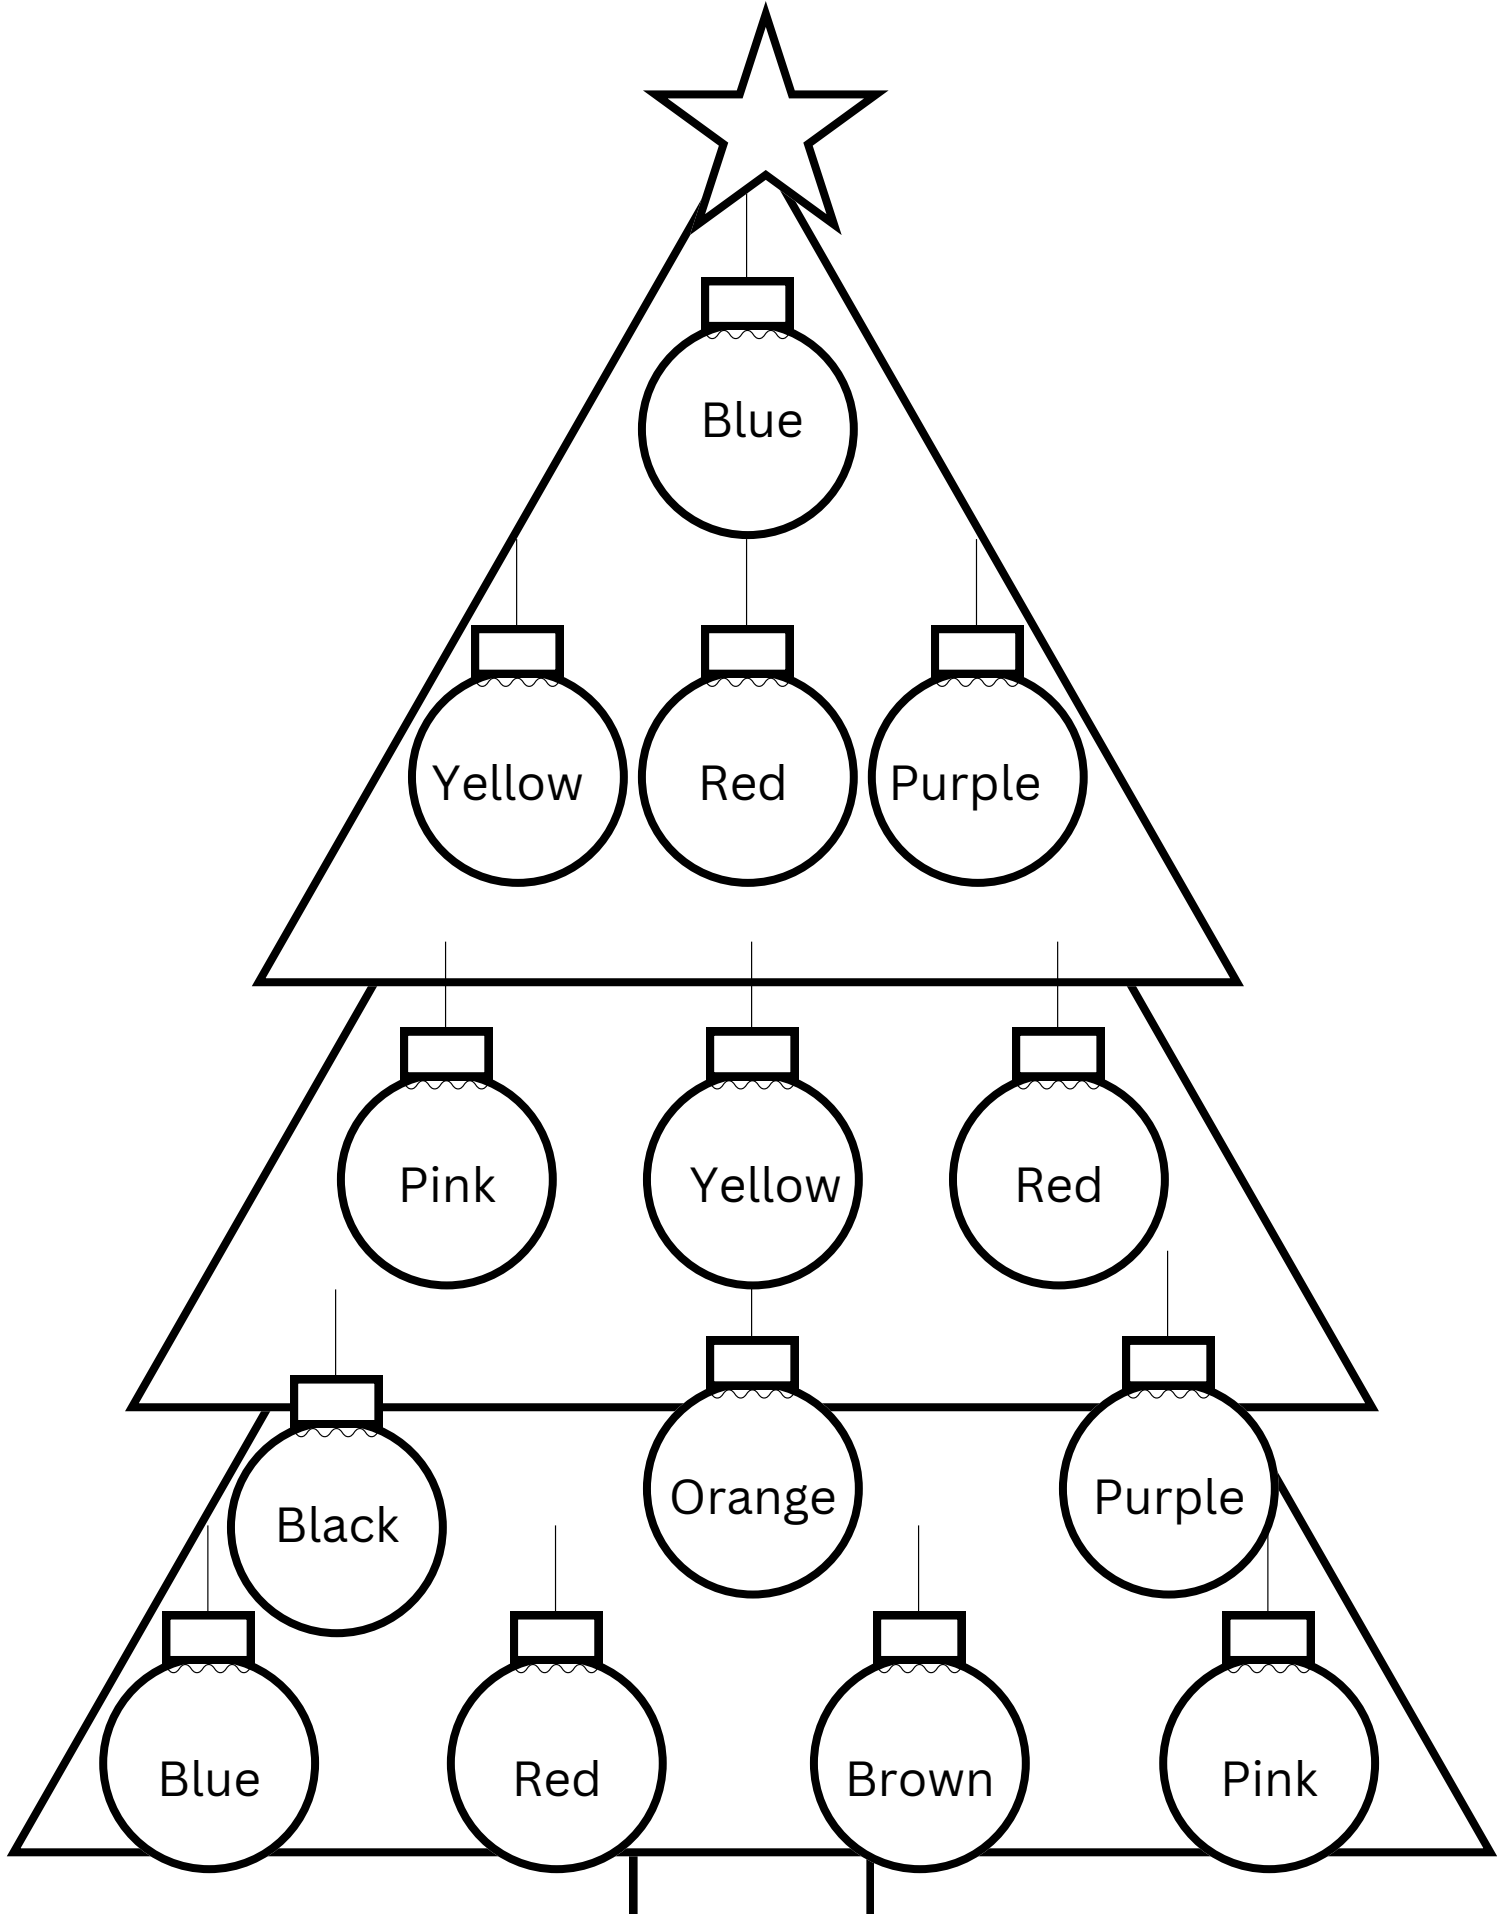 Blue
Yellow
Red
Purple
Pink
Yellow
Red
Black
Orange
Purple
Blue
Red
Brown
Pink